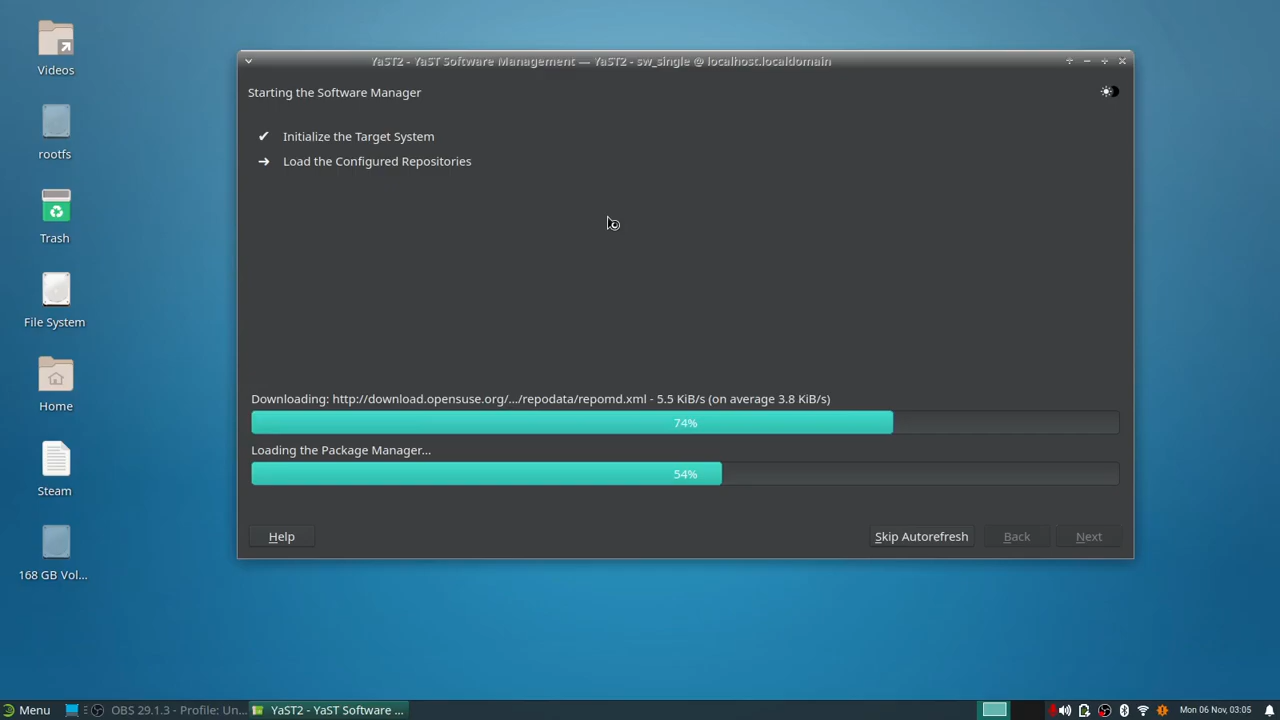 Videos
rootfs
Trash
File System
Home
Steam
168 GB Vol...
YaST2 - YaST Software Management — YaST2 - sw_single @ localhost.localdomain
Starting the Software Manager
✔ Initialize the Target System
➔ Load the Configured Repositories
Downloading: http://download.opensuse.org/.../repodata/repomd.xml - 5.5 KiB/s (on average 3.8 KiB/s)
74%
Loading the Package Manager...
54%
Help
Skip Autorefresh
Back
Next
Menu
OBS 29.1.3 - Profile: Un...
YaST2 - YaST Software ...
Mon 06 Nov, 03:05